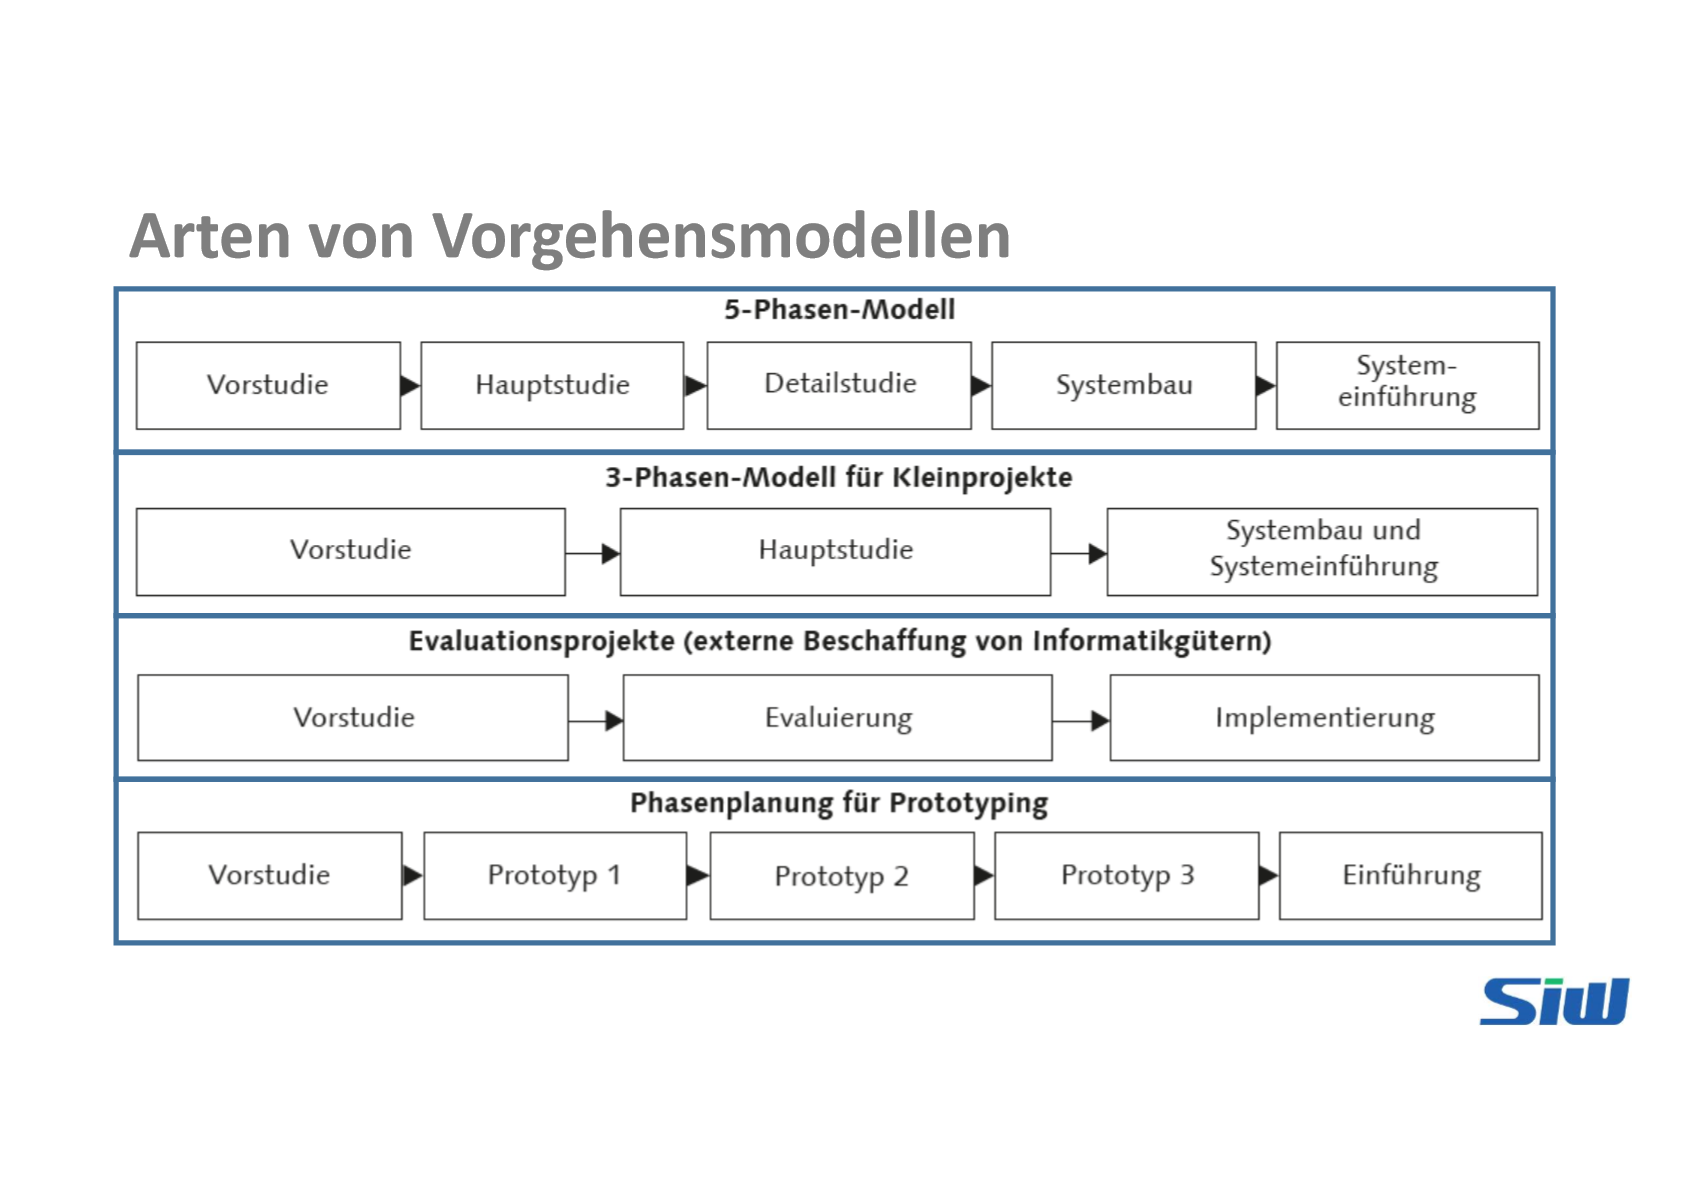 Arten von Vorgehensmodellen
5-Phasen-Modell
Vorstudie
Hauptstudie
Detailstudie
Systembau
System-
einführung
3-Phasen-Modell für Kleinprojekte
Vorstudie
Hauptstudie
Systembau und
Systemeinführung
Evaluationsprojekte (externe Beschaffung von Informatikgütern)
Vorstudie
Evaluierung
Implementierung
Phasenplanung für Prototyping
Vorstudie
Prototyp 1
Prototyp 2
Prototyp 3
Einführung
Siw